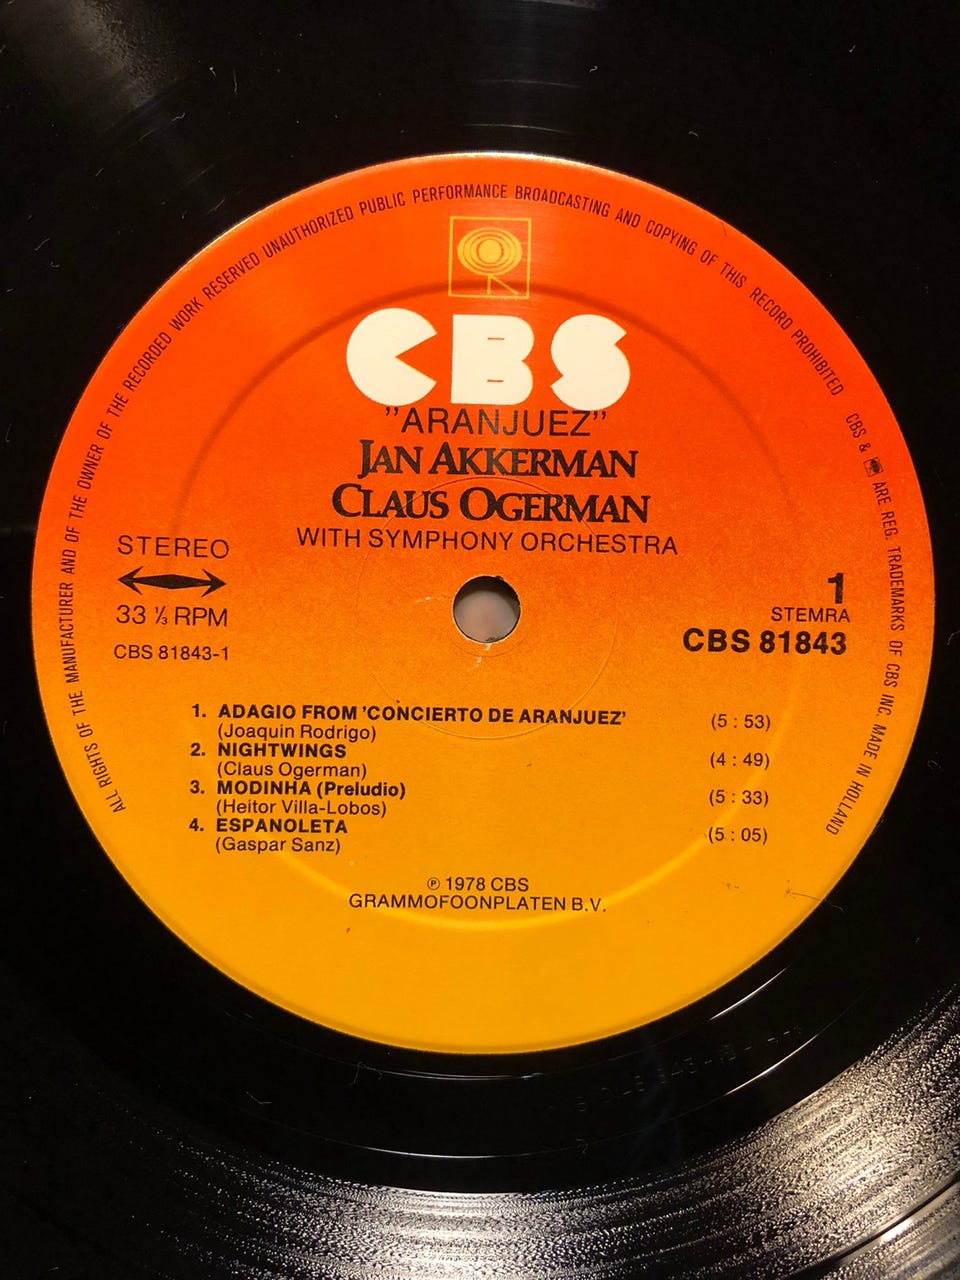 ALL RIGHTS OF THE MANUFACTURER AND OF THE OWNER OF THE RECORDED WORK RESERVED UNAUTHORIZED PUBLIC PERFORMANCE BROADCASTING AND COPYING OF THIS RECORD PROHIBITED CBS & ARE REG. TRADEMARKS OF CBS INC. MADE IN HOLLAND
CBS
"ARANJUEZ"
JAN AKKERMAN
CLAUS OGERMAN
WITH SYMPHONY ORCHESTRA
STEREO
33 ⅓ RPM
CBS 81843-1
1
STEMRA
CBS 81843
1. ADAGIO FROM 'CONCIERTO DE ARANJUEZ' (5 : 53)
(Joaquin Rodrigo)
2. NIGHTWINGS (4 : 49)
(Claus Ogerman)
3. MODINHA (Preludio) (5 : 33)
(Heitor Villa-Lobos)
4. ESPANOLETA (5 : 05)
(Gaspar Sanz)
℗ 1978 CBS
GRAMMOFOONPLATEN B.V.